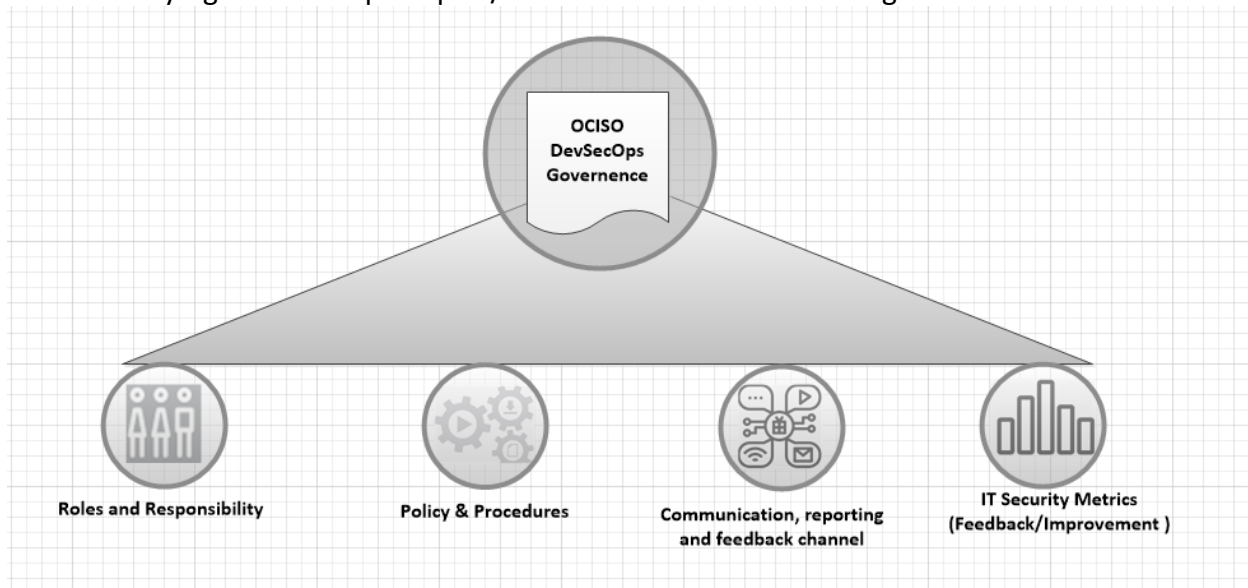 OCISO
DevSecOps
Governence
Roles and Responsibility
Policy & Procedures
Communication, reporting
and feedback channel
IT Security Metrics
(Feedback/Improvement )